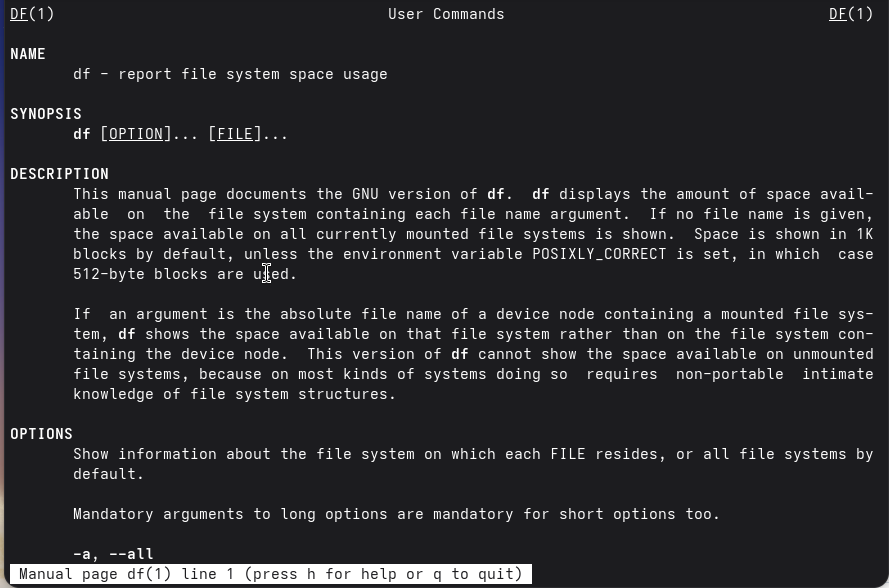 DF(1) User Commands DF(1)
NAME
df - report file system space usage
SYNOPSIS
df [OPTION]... [FILE]...
DESCRIPTION
This manual page documents the GNU version of df.  df displays the amount of space avail-
able  on  the  file system containing each file name argument.  If no file name is given,
the space available on all currently mounted file systems is shown.  Space is shown in 1K
blocks by default, unless the environment variable POSIXLY_CORRECT is set, in which  case
512-byte blocks are used.
If  an argument is the absolute file name of a device node containing a mounted file sys-
tem, df shows the space available on that file system rather than on the file system con-
taining the device node.  This version of df cannot show the space available on unmounted
file systems, because on most kinds of systems doing so  requires  non-portable  intimate
knowledge of file system structures.
OPTIONS
Show information about the file system on which each FILE resides, or all file systems by
default.
Mandatory arguments to long options are mandatory for short options too.
-a, --all
Manual page df(1) line 1 (press h for help or q to quit)